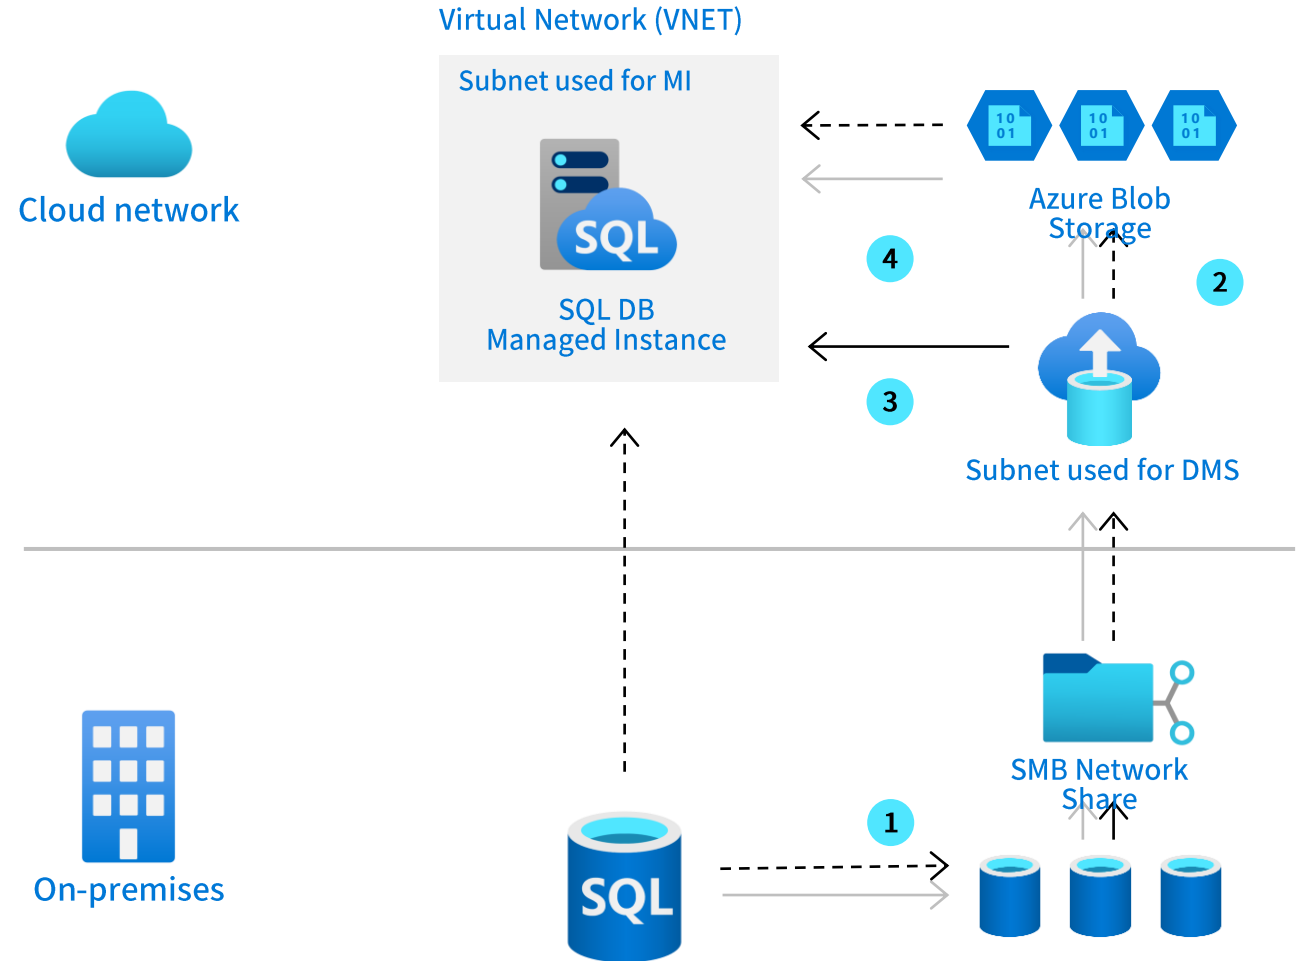 Virtual Network (VNET)
Subnet used for MI
10
01
10
01
10
01
Cloud network
SQL
Azure Blob
Storage
4
2
SQL DB
Managed Instance
3
Subnet used for DMS
SMB Network
Share
1
On-premises
SQL